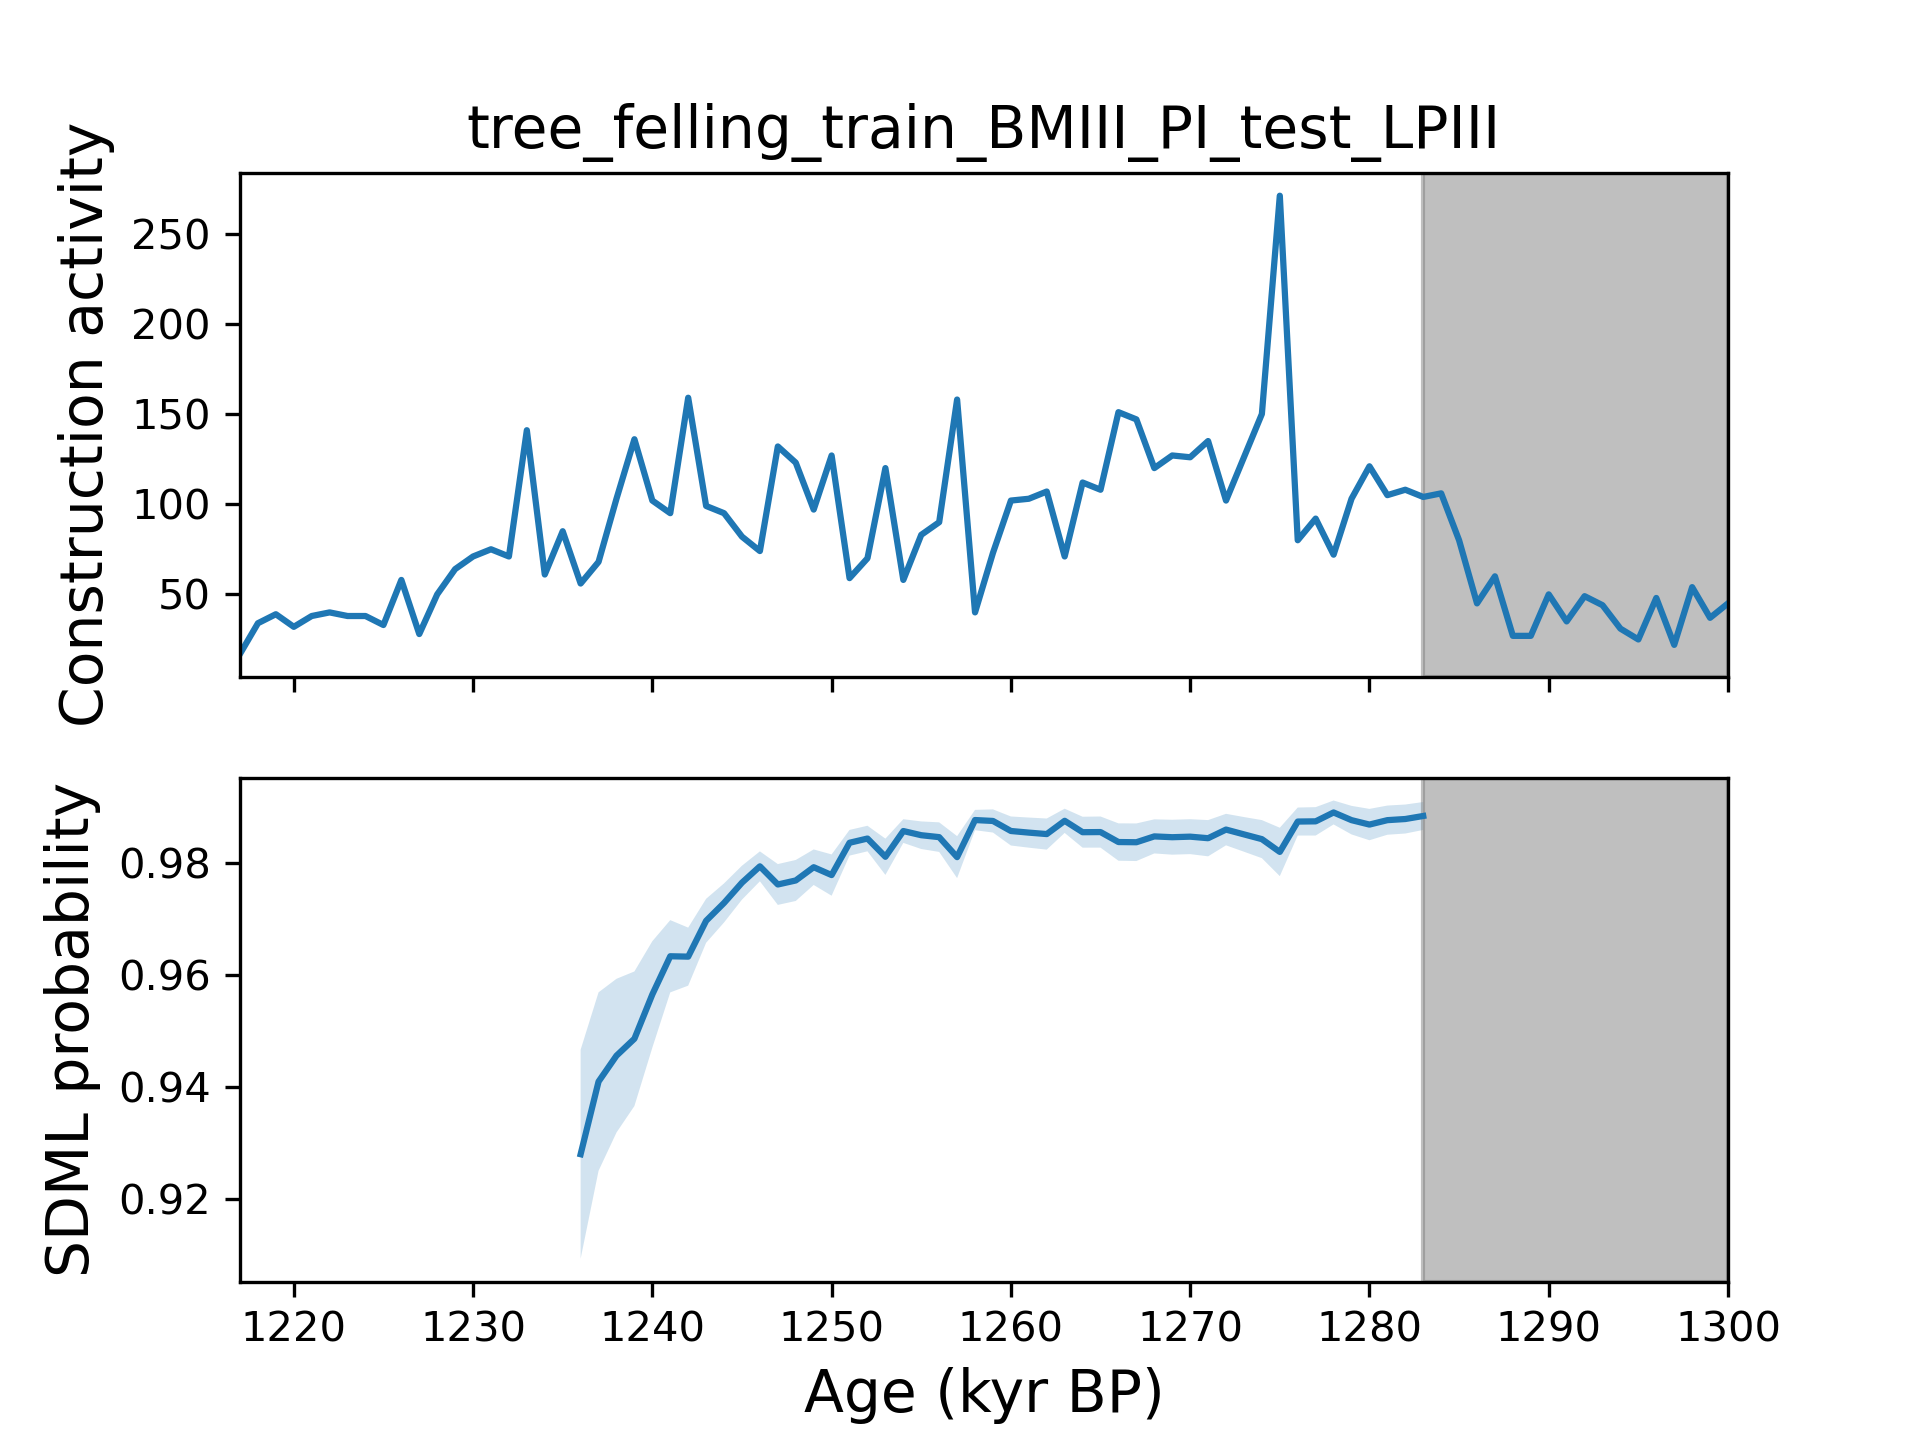 tree_felling_train_BMIII_PI_test_LPIII
Construction activity
250
200
150
100
50
SDML probability
0.98
0.96
0.94
0.92
1220 1230 1240 1250 1260 1270 1280 1290 1300
Age (kyr BP)